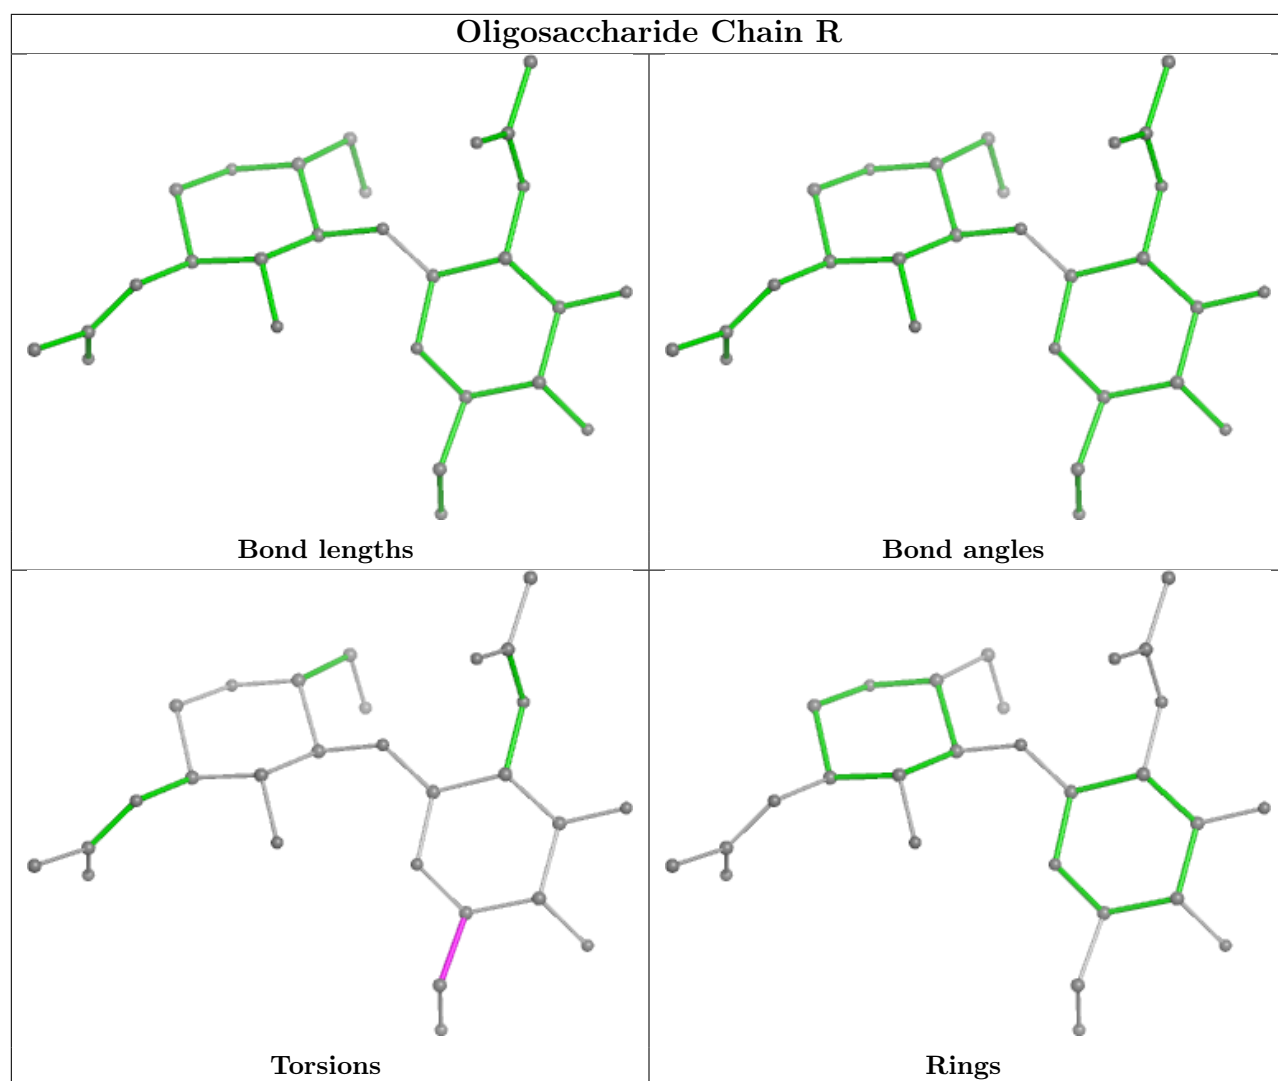 Oligosaccharide Chain R
Bond lengths
Bond angles
Torsions
Rings